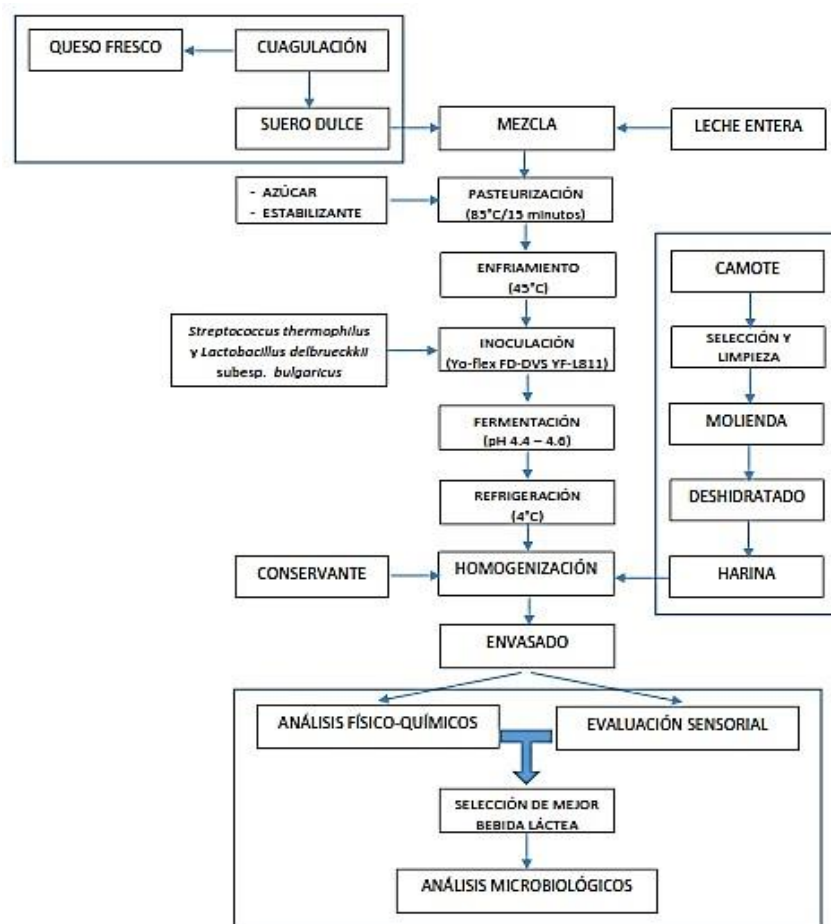 QUESO FRESCO
CUAGULACIÓN
SUERO DULCE
MEZCLA
LECHE ENTERA
- AZÚCAR
- ESTABILIZANTE
PASTEURIZACIÓN
(85°C/15 minutos)
ENFRIAMIENTO
(45°C)
Streptococcus thermophilus
y Lactobacillus delbrueckkii
subesp. bulgaricus
INOCULACIÓN
(Yo-flex FD-DVS YF-L811)
FERMENTACIÓN
(pH 4.4 – 4.6)
REFRIGERACIÓN
(4°C)
CAMOTE
SELECCIÓN Y
LIMPIEZA
MOLIENDA
DESHIDRATADO
HARINA
CONSERVANTE
HOMOGENIZACIÓN
ENVASADO
ANÁLISIS FÍSICO-QUÍMICOS
EVALUACIÓN SENSORIAL
SELECCIÓN DE MEJOR
BEBIDA LÁCTEA
ANÁLISIS MICROBIOLÓGICOS